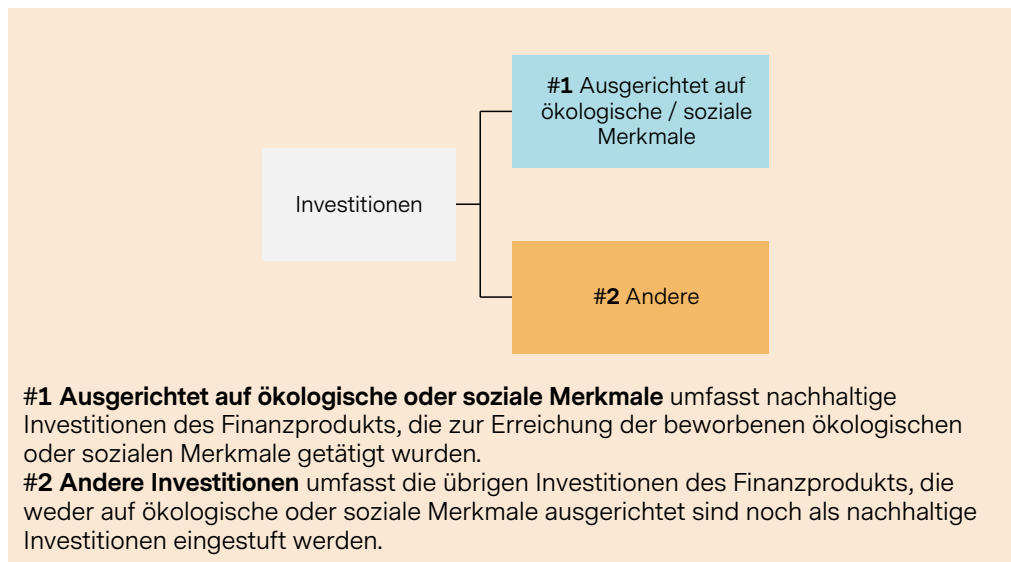 #1 Ausgerichtet auf
ökologische / soziale
Merkmale
Investitionen
#2 Andere
#1 Ausgerichtet auf ökologische oder soziale Merkmale umfasst nachhaltige
Investitionen des Finanzprodukts, die zur Erreichung der beworbenen ökologischen
oder sozialen Merkmale getätigt wurden.
#2 Andere Investitionen umfasst die übrigen Investitionen des Finanzprodukts, die
weder auf ökologische oder soziale Merkmale ausgerichtet sind noch als nachhaltige
Investitionen eingestuft werden.